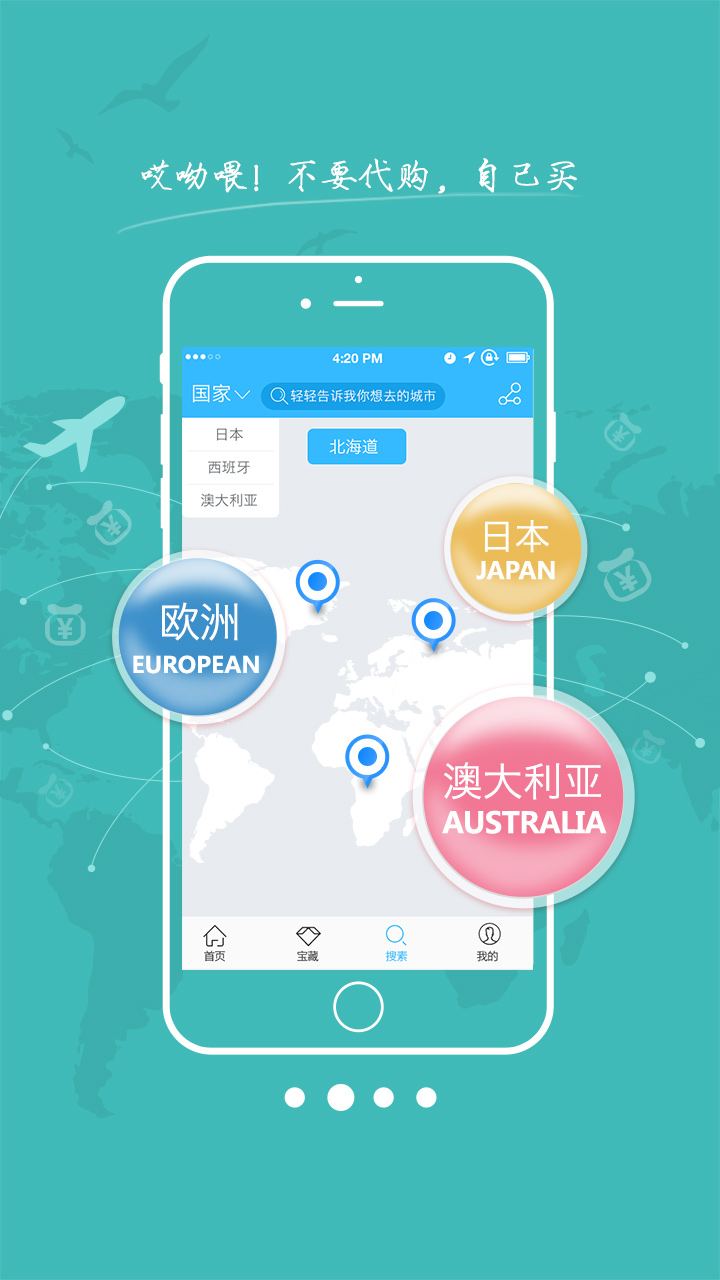 哎呦喂！不要代购，自己买
4:20 PM
国家
轻轻告诉我你想去的城市
日本
西班牙
澳大利亚
北海道
日本
JAPAN
欧洲
EUROPEAN
澳大利亚
AUSTRALIA
首页
宝藏
搜素
我的